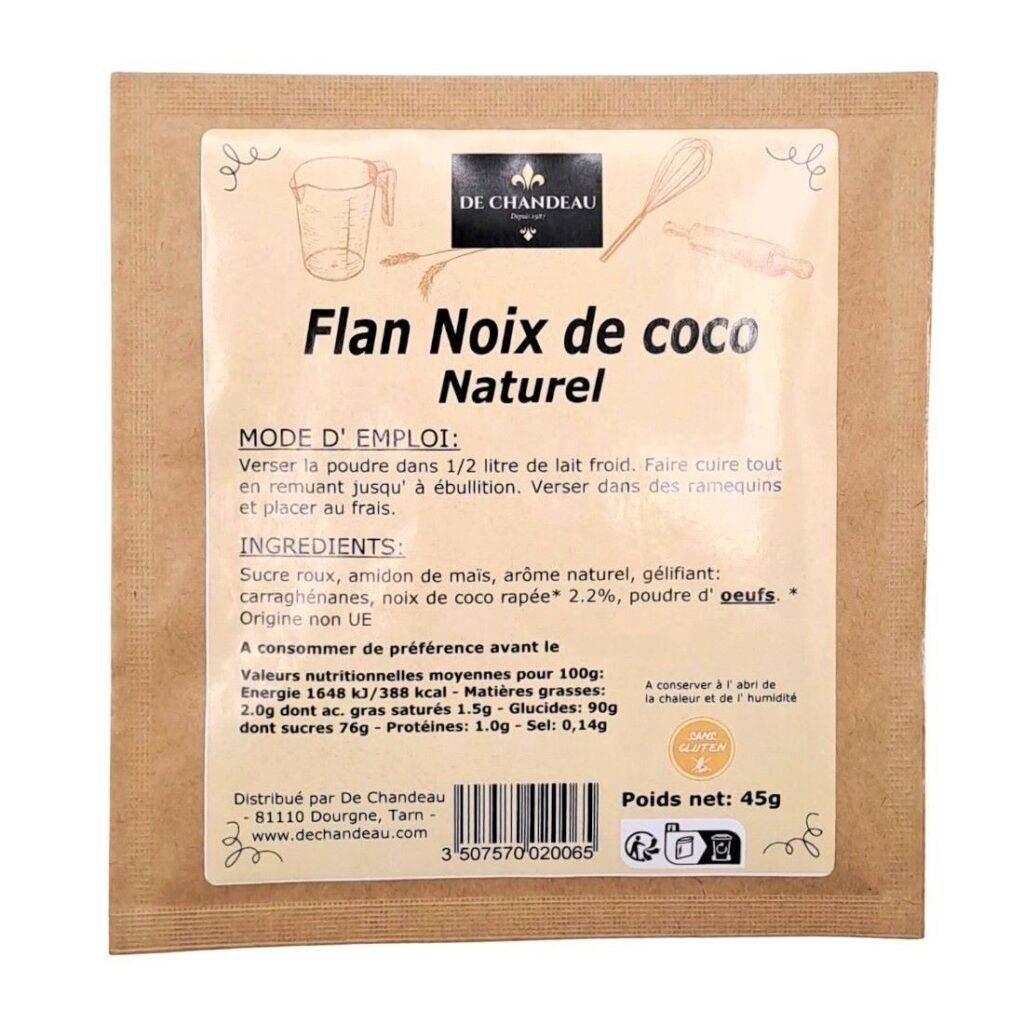 DE CHANDEAU
Depuis 1987
Flan Noix de coco
Naturel
MODE D' EMPLOI:
Verser la poudre dans 1/2 litre de lait froid. Faire cuire tout
en remuant jusqu' à ébullition. Verser dans des ramequins
et placer au frais.
INGREDIENTS:
Sucre roux, amidon de maïs, arôme naturel, gélifiant:
carraghénanes, noix de coco rapée* 2.2%, poudre d' oeufs. *
Origine non UE
A consommer de préférence avant le
Valeurs nutritionnelles moyennes pour 100g:
Energie 1648 kJ/388 kcal - Matières grasses:
2.0g dont ac. gras saturés 1.5g - Glucides: 90g
dont sucres 76g - Protéines: 1.0g - Sel: 0,14g
A conserver à l' abri de
la chaleur et de l' humidité
SANS
GLUTEN
Distribué par De Chandeau
- 81110 Dourgne, Tarn -
www.dechandeau.com
3 507570 020065
Poids net: 45g